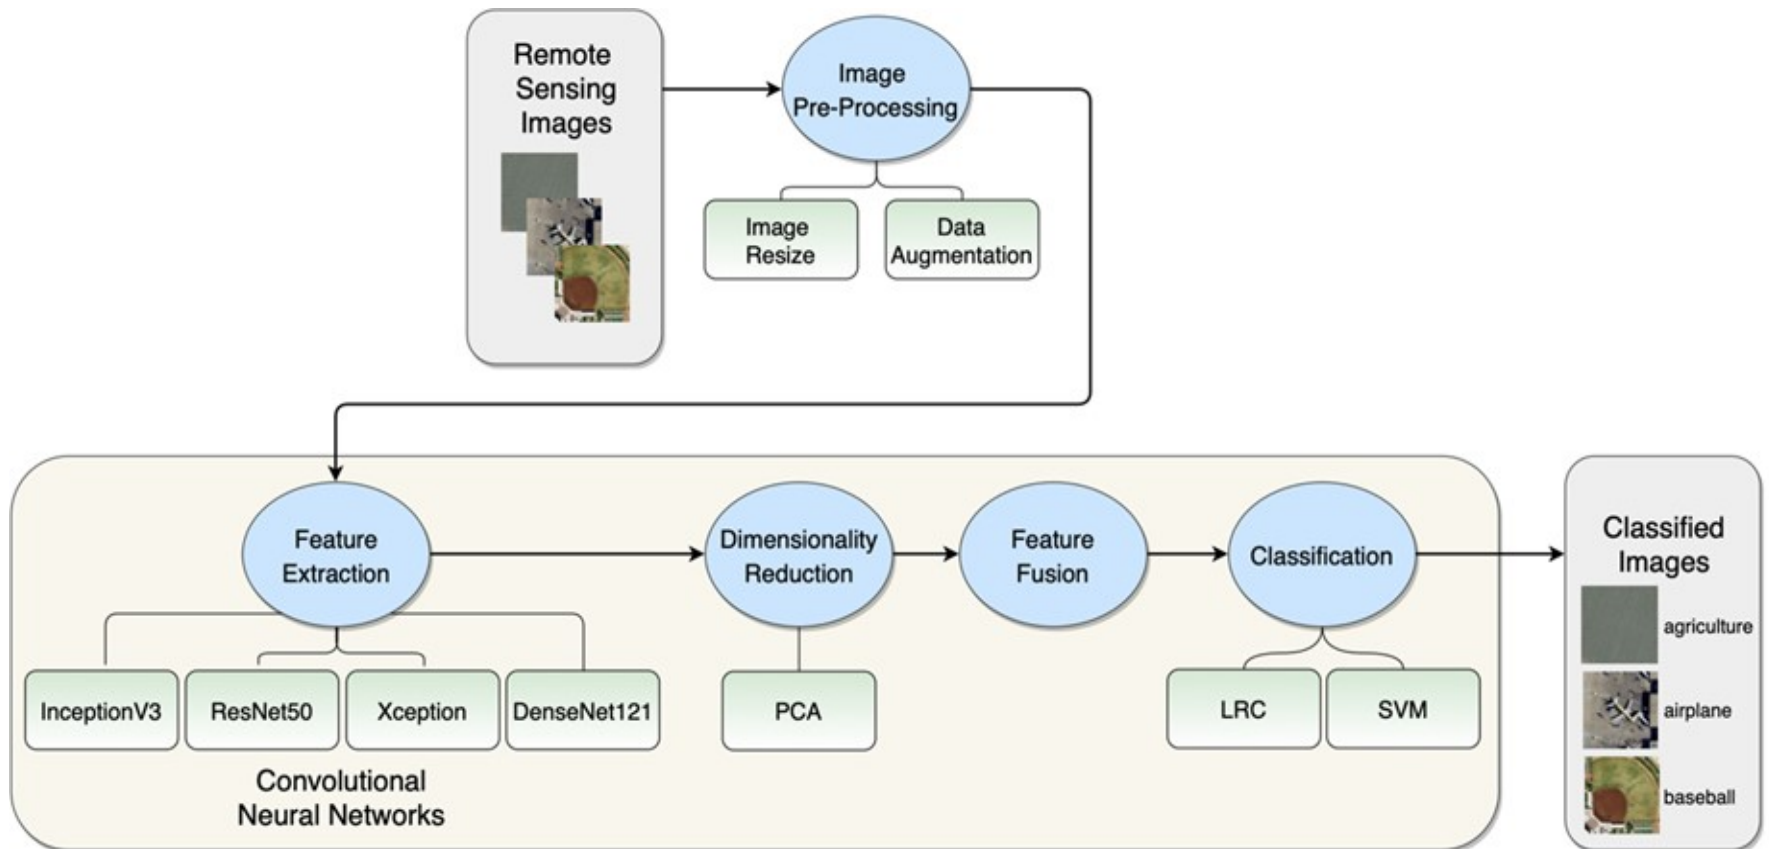 Remote
Sensing
Images
Image
Pre-Processing
Image
Resize
Data
Augmentation
Feature
Extraction
Dimensionality
Reduction
Feature
Fusion
Classification
InceptionV3
ResNet50
Xception
DenseNet121
PCA
LRC
SVM
Convolutional
Neural Networks
Classified
Images
agriculture
airplane
baseball